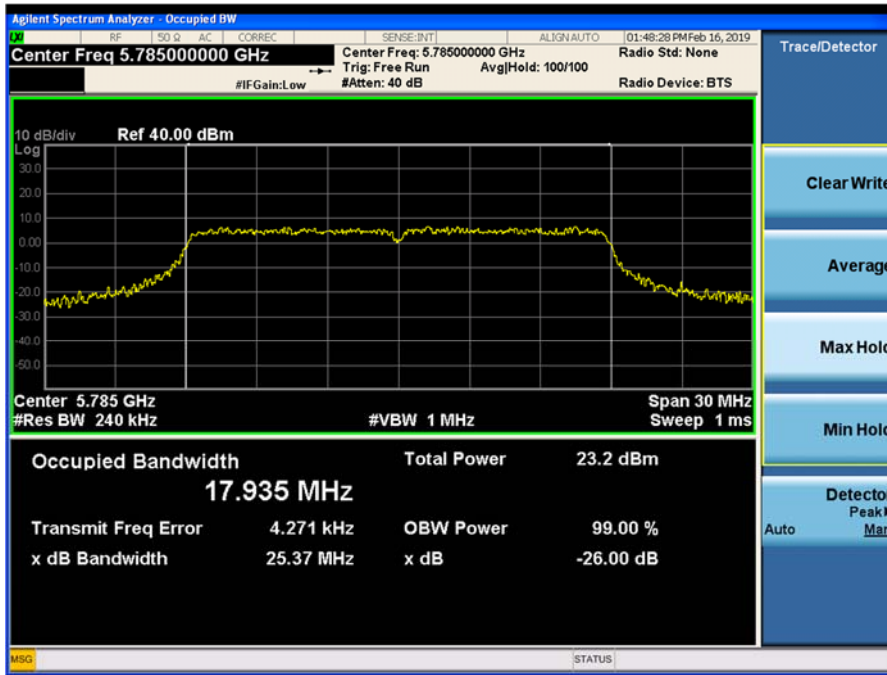 Agilent Spectrum Analyzer - Occupied BW
LXI RF 50 Ω AC CORREC SENSE:INT ALIGN AUTO 01:48:28 PM Feb 16, 2019
Center Freq 5.785000000 GHz Center Freq: 5.785000000 GHz Radio Std: None Trace/Detector
Trig: Free Run Avg|Hold: 100/100
#IFGain:Low #Atten: 40 dB Radio Device: BTS
10 dB/div Ref 40.00 dBm
Log
30.0
20.0
10.0
0.00
-10.0
-20.0
-30.0
-40.0
-50.0
Clear Write
Average
Max Hold
Min Hold
Center 5.785 GHz Span 30 MHz
#Res BW 240 kHz #VBW 1 MHz Sweep 1 ms
Occupied Bandwidth Total Power 23.2 dBm
17.935 MHz
Transmit Freq Error 4.271 kHz OBW Power 99.00 %
x dB Bandwidth 25.37 MHz x dB -26.00 dB
Detector
Peak
Auto Man
MSG STATUS